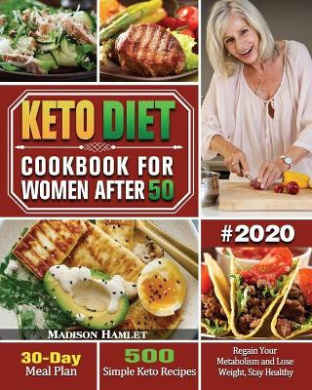 KETO DIET
COOKBOOK FOR
WOMEN AFTER 50
#2020
MADISON HAMLET
30-Day
Meal Plan
500
Simple Keto Recipes
Regain Your
Metabolism and Lose
Weight, Stay Healthy